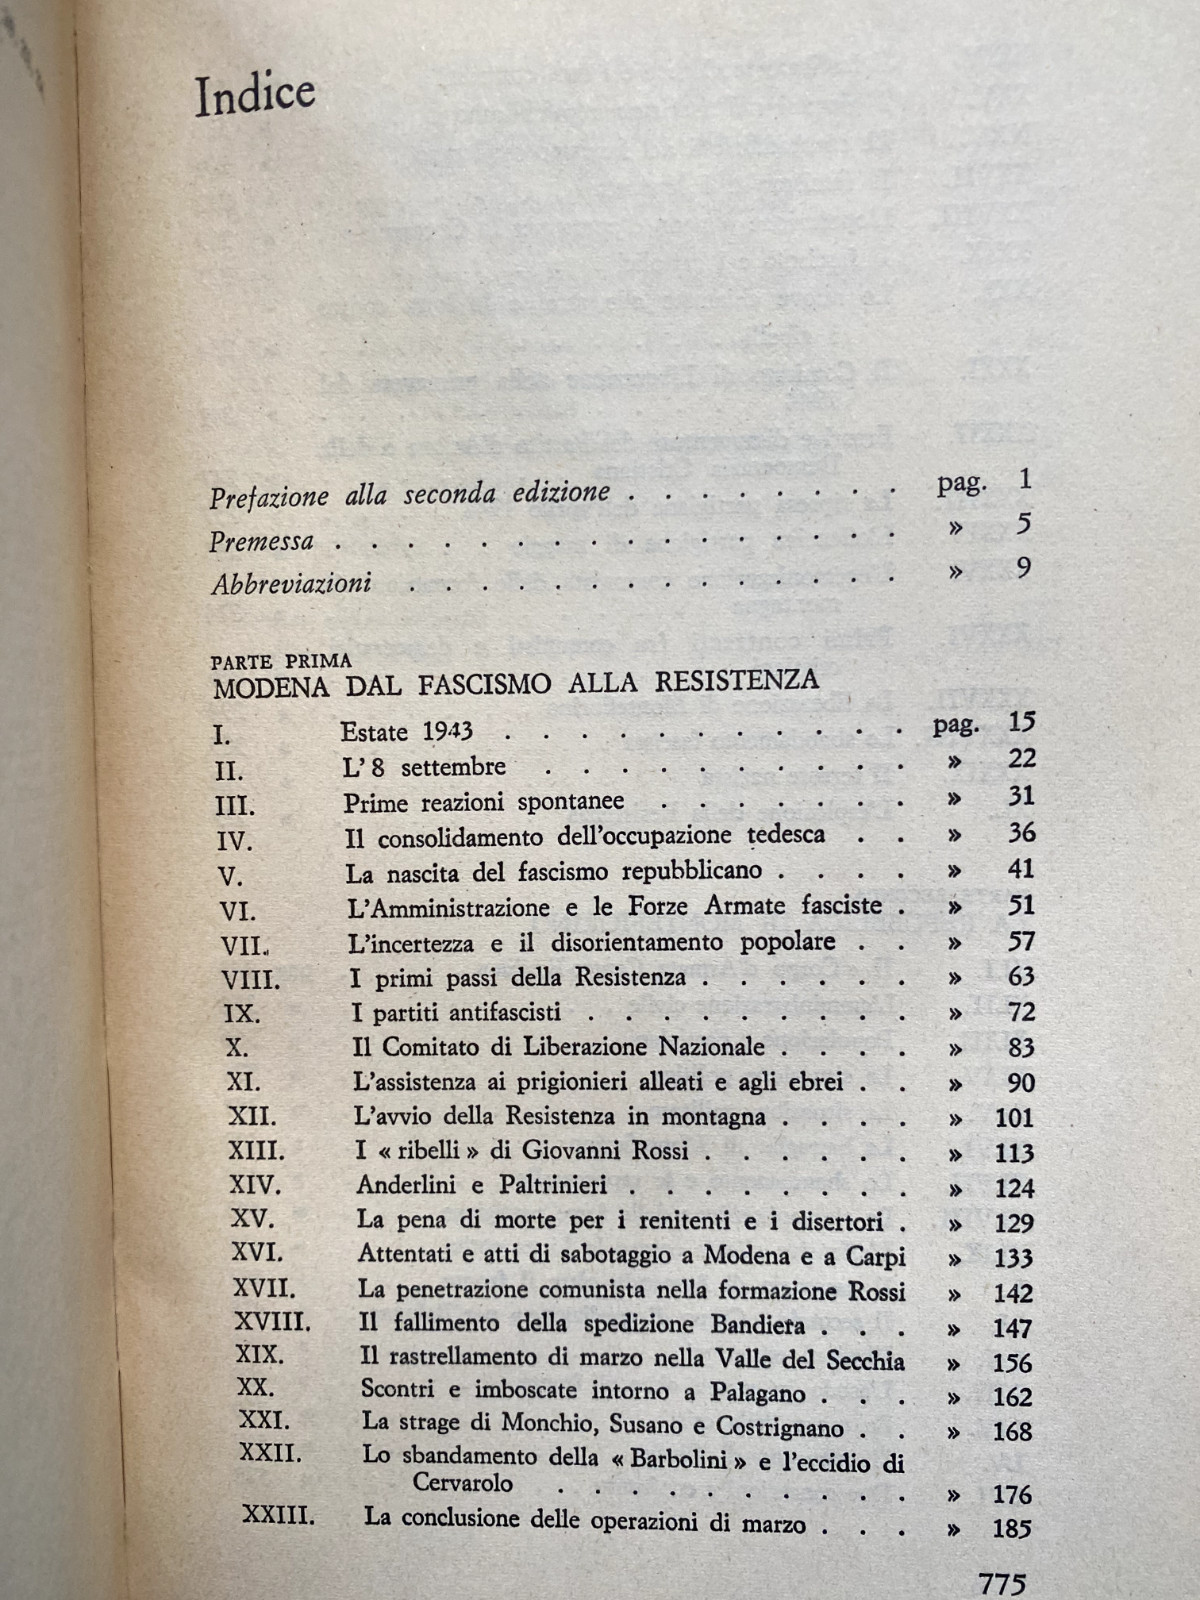 Indice
Prefazione alla seconda edizione . . . . . . . . pag. 1
Premessa . . . . . . . . . . . . . . . . » 5
Abbreviazioni . . . . . . . . . . . . . . » 9
PARTE PRIMA
MODENA DAL FASCISMO ALLA RESISTENZA
I. Estate 1943 . . . . . . . . . . . pag. 15
II. L'8 settembre . . . . . . . . . . » 22
III. Prime reazioni spontanee . . . . . . . » 31
IV. Il consolidamento dell'occupazione tedesca . . » 36
V. La nascita del fascismo repubblicano . . . . » 41
VI. L'Amministrazione e le Forze Armate fasciste . » 51
VII. L'incertezza e il disorientamento popolare . . » 57
VIII. I primi passi della Resistenza . . . . . . » 63
IX. I partiti antifascisti . . . . . . . . . » 72
X. Il Comitato di Liberazione Nazionale . . . . » 83
XI. L'assistenza ai prigionieri alleati e agli ebrei . . » 90
XII. L'avvio della Resistenza in montagna . . . . » 101
XIII. I « ribelli » di Giovanni Rossi . . . . . . » 113
XIV. Anderlini e Paltrinieri . . . . . . . . » 124
XV. La pena di morte per i renitenti e i disertori . » 129
XVI. Attentati e atti di sabotaggio a Modena e a Carpi » 133
XVII. La penetrazione comunista nella formazione Rossi » 142
XVIII. Il fallimento della spedizione Bandiera . . . » 147
XIX. Il rastrellamento di marzo nella Valle del Secchia » 156
XX. Scontri e imboscate intorno a Palagano . . . » 162
XXI. La strage di Monchio, Susano e Costrignano . . » 168
XXII. Lo sbandamento della « Barbolini » e l'eccidio di
Cervarolo . . . . . . . . . . » 176
XXIII. La conclusione delle operazioni di marzo . . . » 185
775